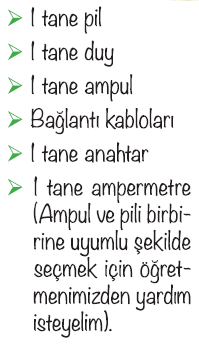 ➢ 1 tane pil
➢ 1 tane duy
➢ 1 tane ampul
➢ Bağlantı kabloları
➢ 1 tane anahtar
➢ 1 tane ampermetre
(Ampul ve pili birbi-
rine uyumlu şekilde
seçmek için öğret-
menimizden yardım
isteyelim).